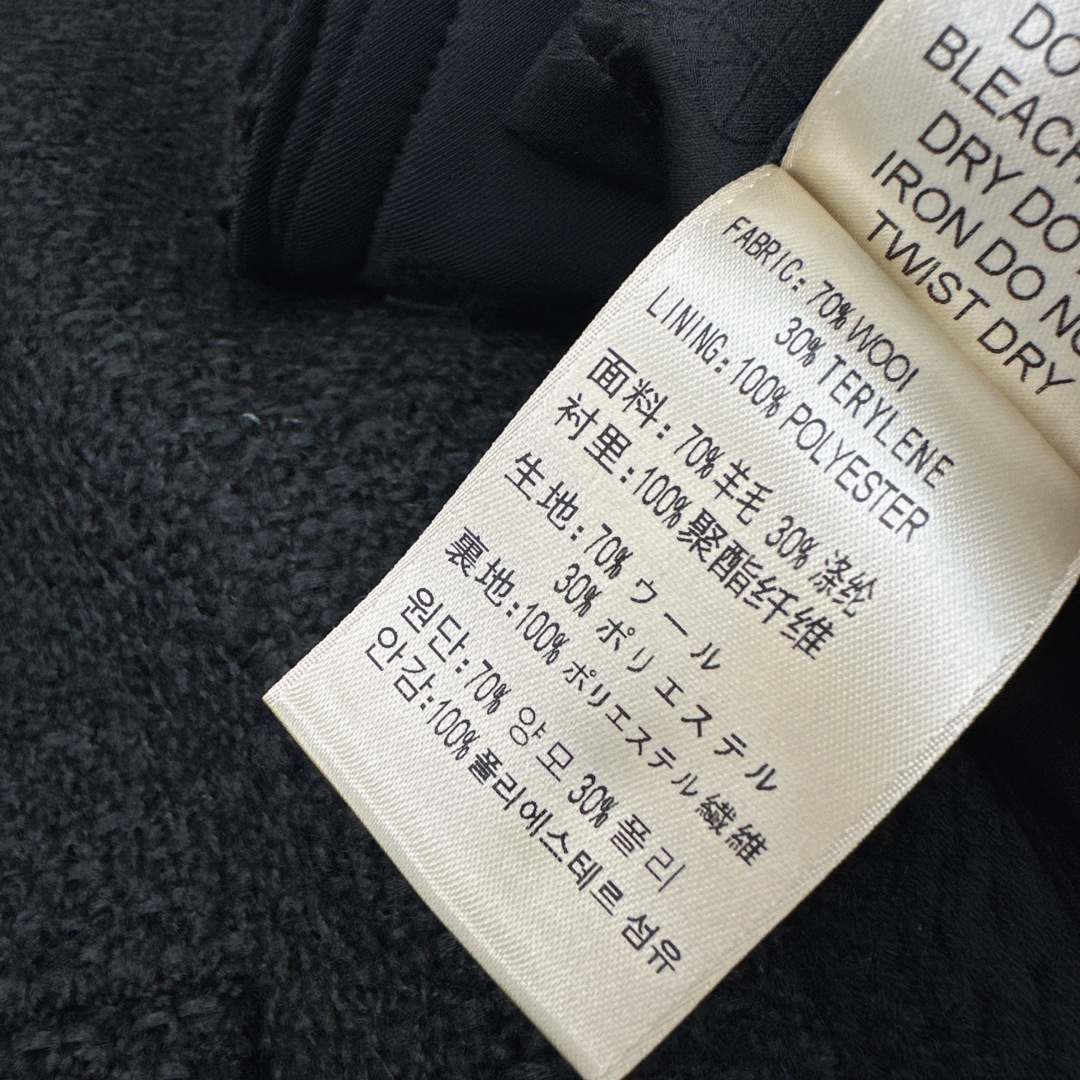 DO
BLEACH
DRY DO
IRON DO NO
TWIST DRY
FABRIC: 70% WOOI
30% TERYLENE
LINING: 100% POLYESTER
面料: 70% 羊毛 30% 涤纶
衬里: 100% 聚酯纤维
生地: 70% ウール
30% ポリエステル
裏地: 100% ポリエステル繊維
원단: 70% 양모 30% 폴리
안감: 100% 폴리에스테르 섬유